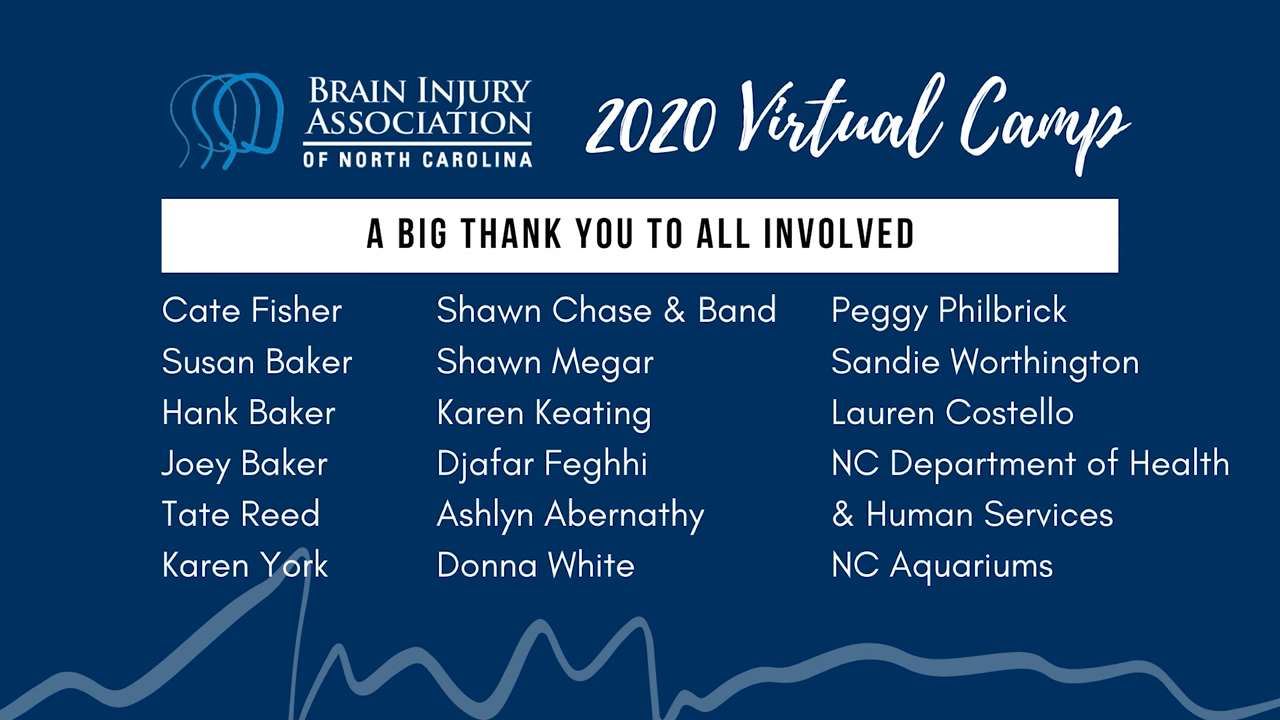 BRAIN INJURY
ASSOCIATION
OF NORTH CAROLINA
2020 Virtual Camp
A BIG THANK YOU TO ALL INVOLVED
Cate Fisher
Susan Baker
Hank Baker
Joey Baker
Tate Reed
Karen York
Shawn Chase & Band
Shawn Megar
Karen Keating
Djafar Feghhi
Ashlyn Abernathy
Donna White
Peggy Philbrick
Sandie Worthington
Lauren Costello
NC Department of Health
& Human Services
NC Aquariums